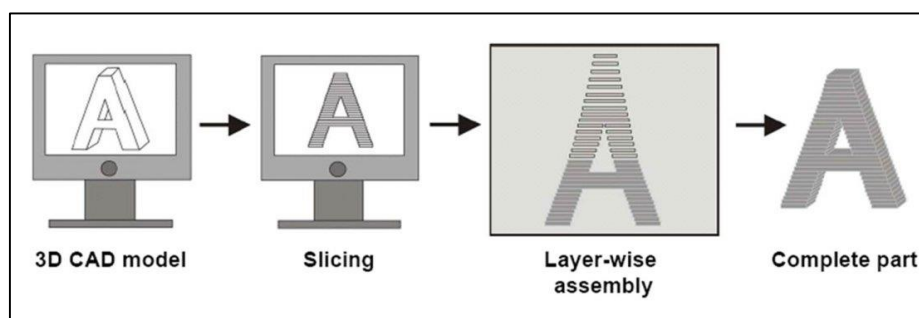 3D CAD model
Slicing
Layer-wise
assembly
Complete part